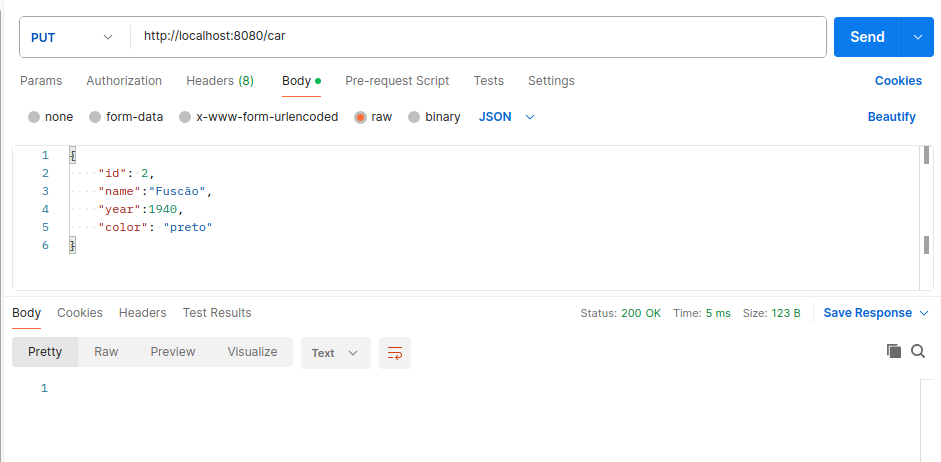 PUT http://localhost:8080/car Send
Params Authorization Headers (8) Body Pre-request Script Tests Settings Cookies
none form-data x-www-form-urlencoded raw binary JSON Beautify
1 {
2 "id": 2,
3 "name":"Fuscão",
4 "year":1940,
5 "color": "preto"
6 }
Body Cookies Headers Test Results Status: 200 OK Time: 5 ms Size: 123 B Save Response
Pretty Raw Preview Visualize Text
1